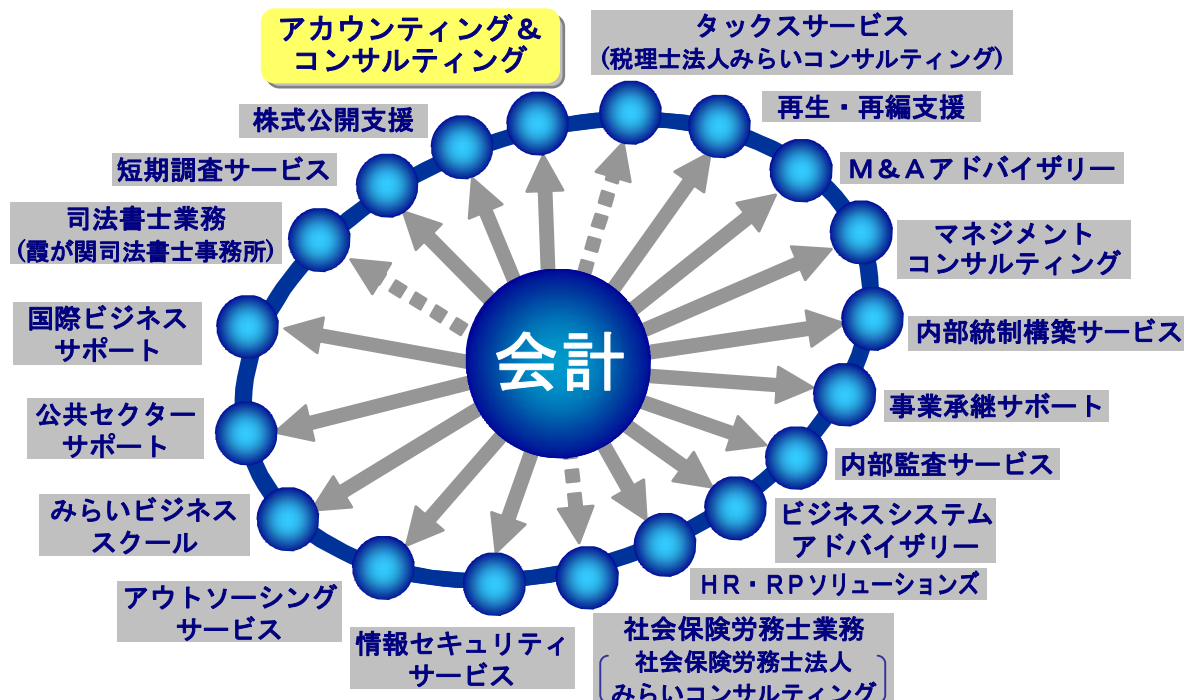 アカウンティング＆
コンサルティング
タックスサービス
(税理士法人みらいコンサルティング)
再生・再編支援
Ｍ＆Ａアドバイザリー
マネジメント
コンサルティング
内部統制構築サービス
事業承継サポート
内部監査サービス
ビジネスシステム
アドバイザリー
ＨＲ・ＲＰソリューションズ
社会保険労務士業務
社会保険労務士法人
みらいコンサルティング
情報セキュリティ
サービス
アウトソーシング
サービス
みらいビジネス
スクール
公共セクター
サポート
国際ビジネス
サポート
司法書士業務
(霞が関司法書士事務所)
短期調査サービス
株式公開支援
会計